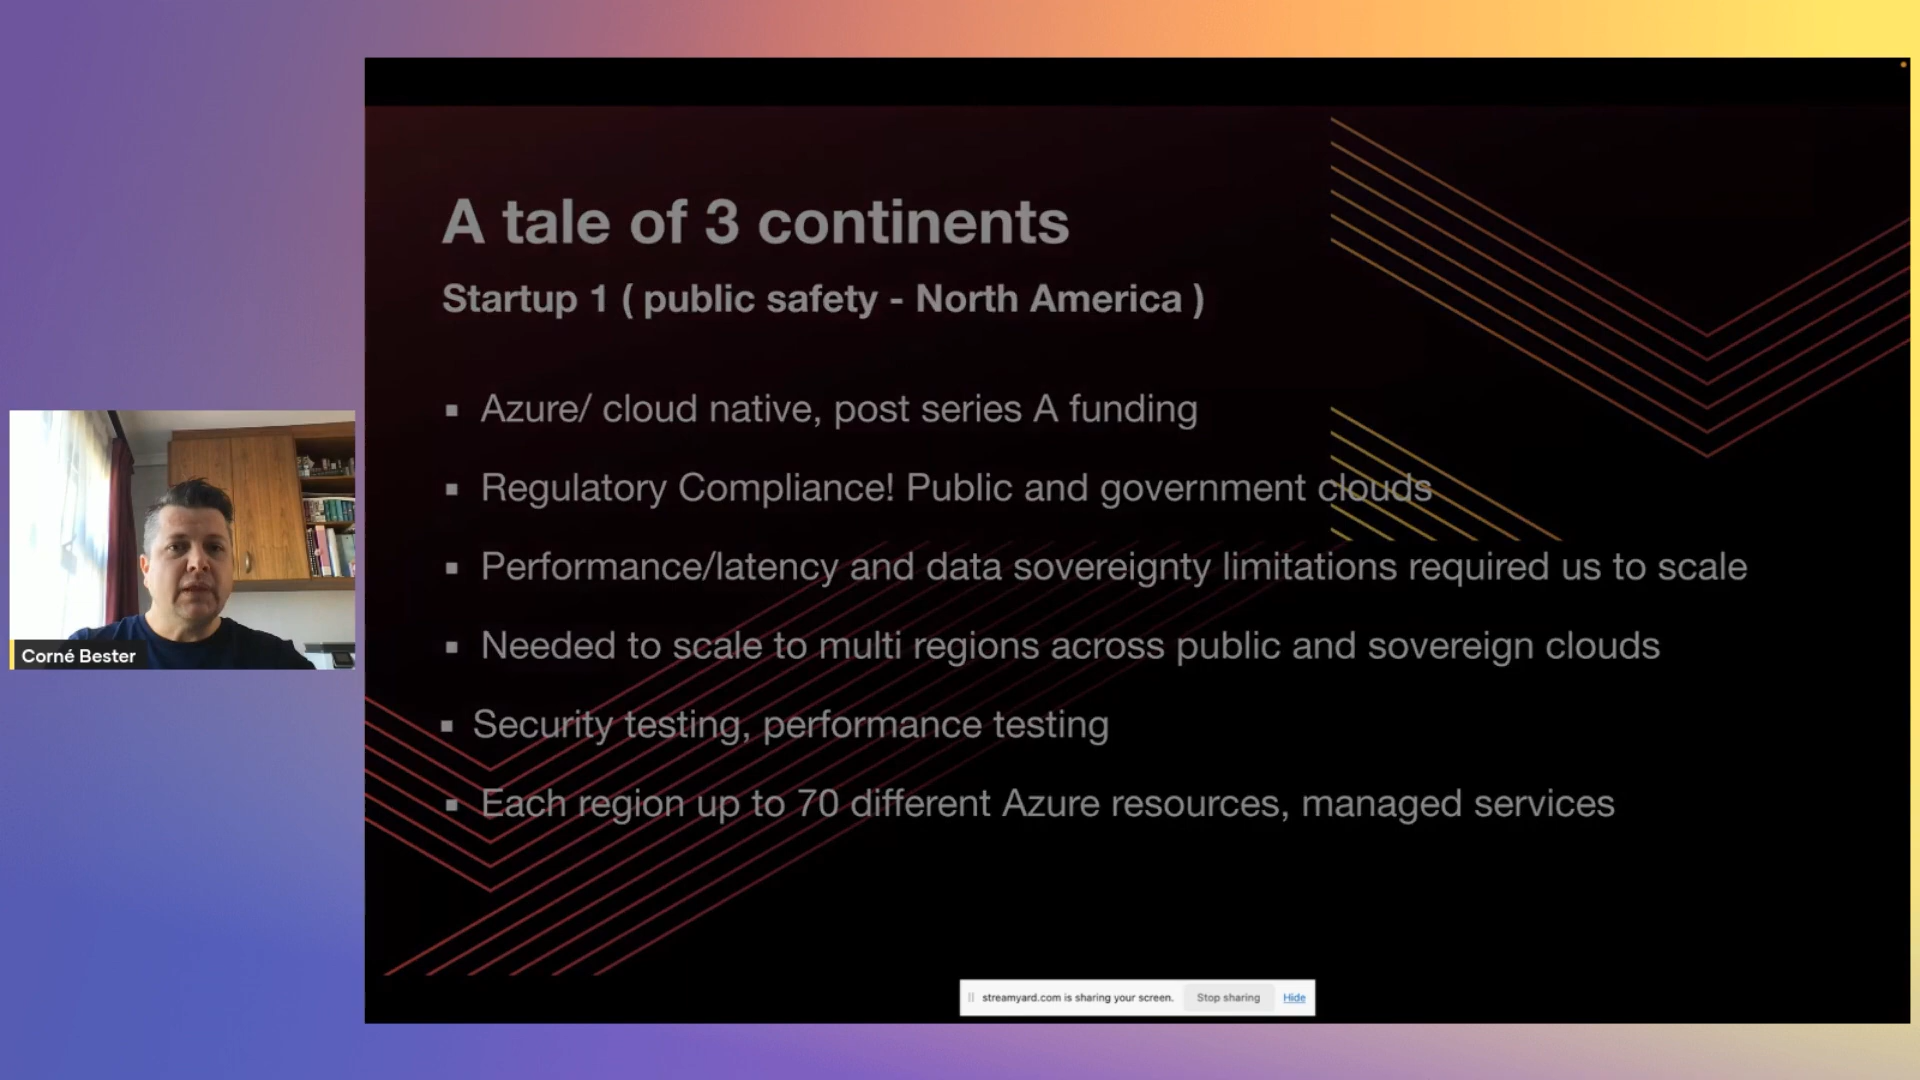 A tale of 3 continents
Startup 1 ( public safety - North America )
▪ Azure/ cloud native, post series A funding
▪ Regulatory Compliance! Public and government clouds
▪ Performance/latency and data sovereignty limitations required us to scale
▪ Needed to scale to multi regions across public and sovereign clouds
▪ Security testing, performance testing
▪ Each region up to 70 different Azure resources, managed services
Corné Bester
streamyard.com is sharing your screen. Stop sharing Hide